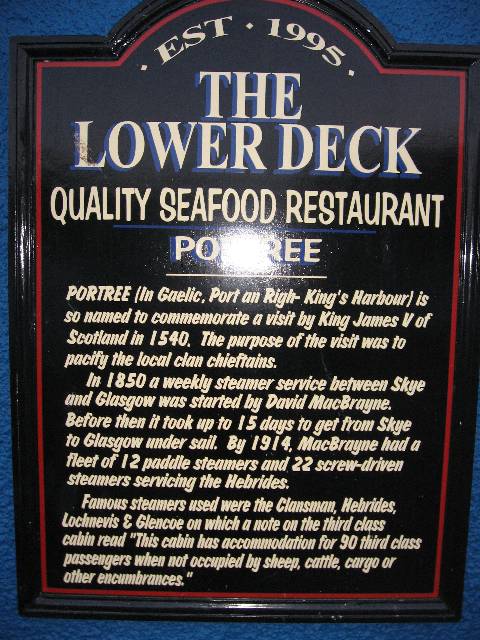 · EST · 1995 ·
THE
LOWER DECK
QUALITY SEAFOOD RESTAURANT
PORTREE
PORTREE (In Gaelic, Port an Righ- King's Harbour) is
so named to commemorate a visit by King James V of
Scotland in 1540. The purpose of the visit was to
pacify the local clan chieftains.
In 1850 a weekly steamer service between Skye
and Glasgow was started by David MacBrayne.
Before then it took up to 15 days to get from Skye
to Glasgow under sail. By 1914, MacBrayne had a
fleet of 12 paddle steamers and 22 screw-driven
steamers servicing the Hebrides.
Famous steamers used were the Clansman, Hebrides,
Lochnevis & Glencoe on which a note on the third class
cabin read "This cabin has accommodation for 90 third class
passengers when not occupied by sheep, cattle, cargo or
other encumbrances."